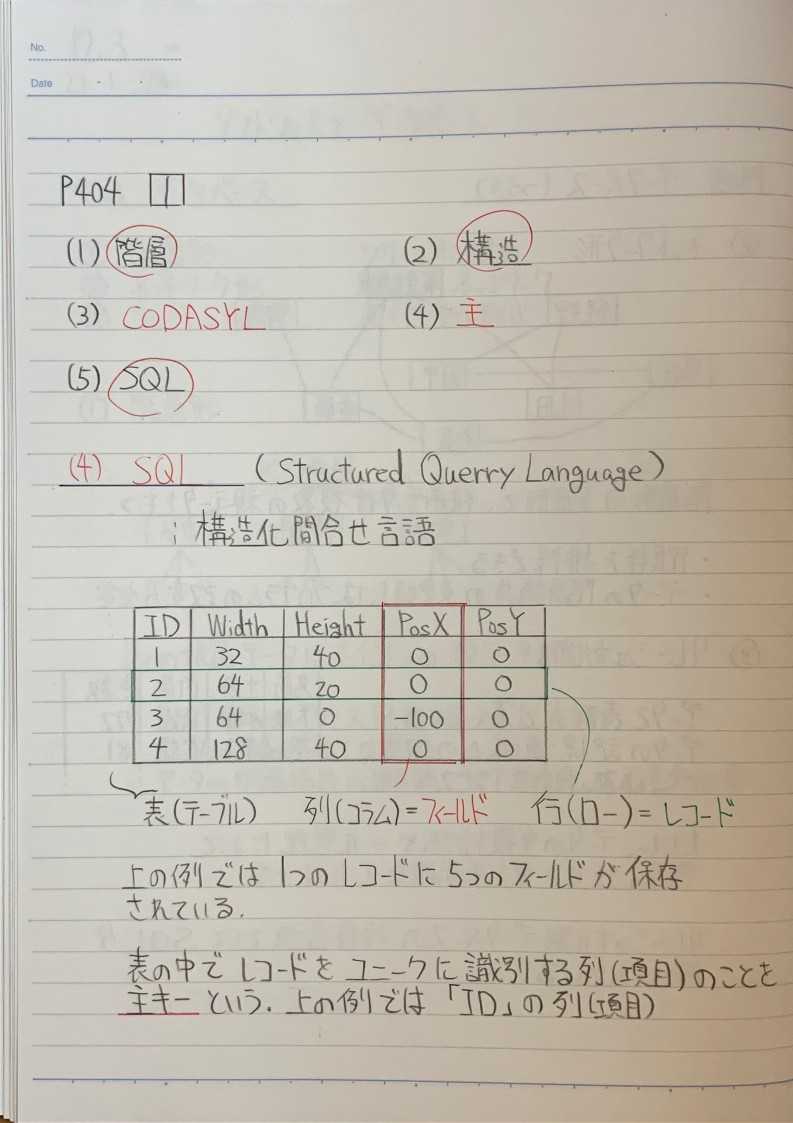 No.
Date
P404 1
(1) 階層 (2) 構造
(3) CODASYL (4) 主
(5) SQL
(4) SQL (Structured Querry Language)
: 構造化問合せ言語
ID Width Height PosX PosY
1 32 40 0 0
2 64 20 0 0
3 64 0 -100 0
4 128 40 0 0
表(テーブル) 列(コラム)=フィールド 行(ロー)=レコード
上の例では1つのレコードに5つのフィールドが保存
されている.
表の中でレコードをユニークに識別する列(項目)のことを
主キーという. 上の例では「ID」の列(項目)